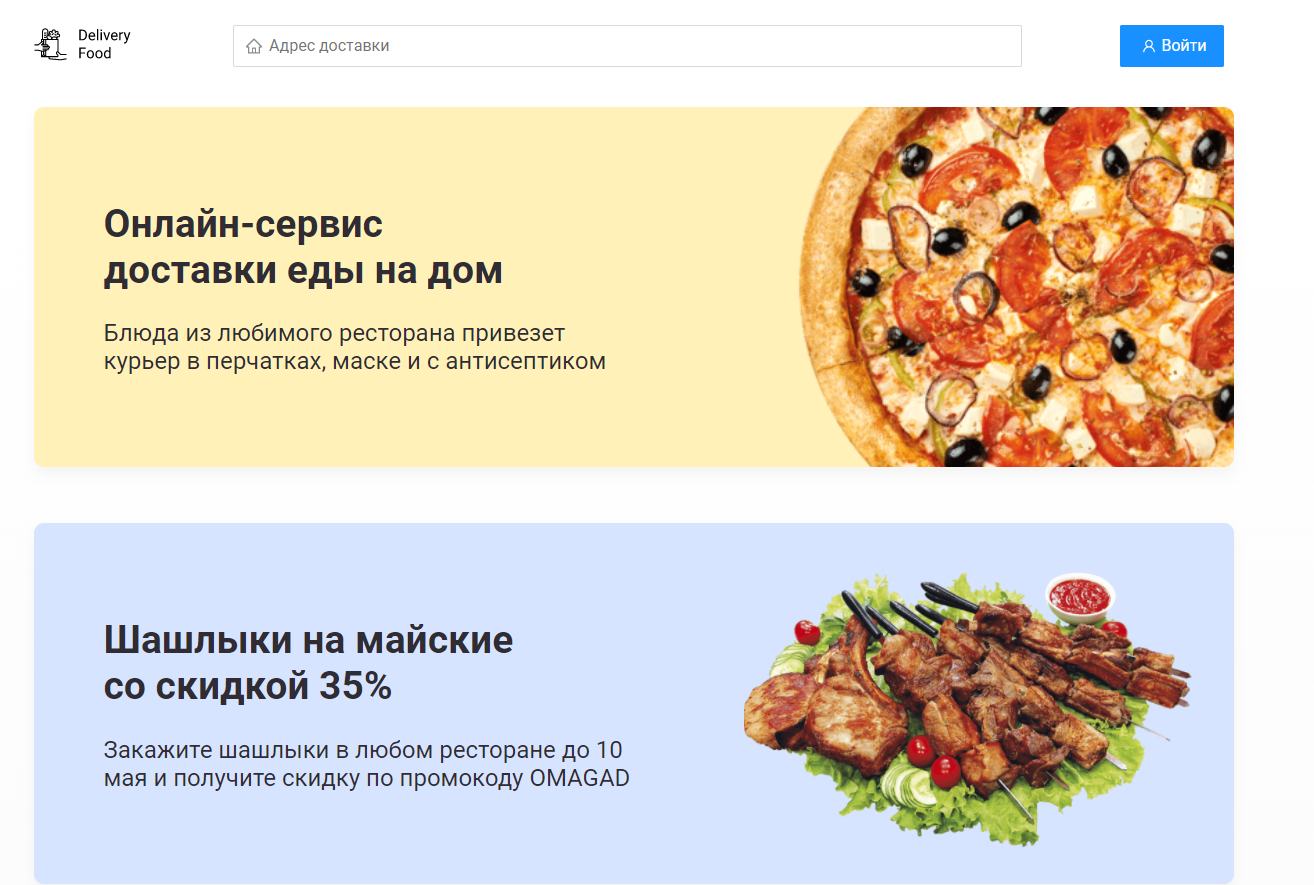 Delivery
Food
Адрес доставки
Войти
Онлайн-сервис
доставки еды на дом
Блюда из любимого ресторана привезет
курьер в перчатках, маске и с антисептиком
Шашлыки на майские
со скидкой 35%
Закажите шашлыки в любом ресторане до 10
мая и получите скидку по промокоду OMAGAD